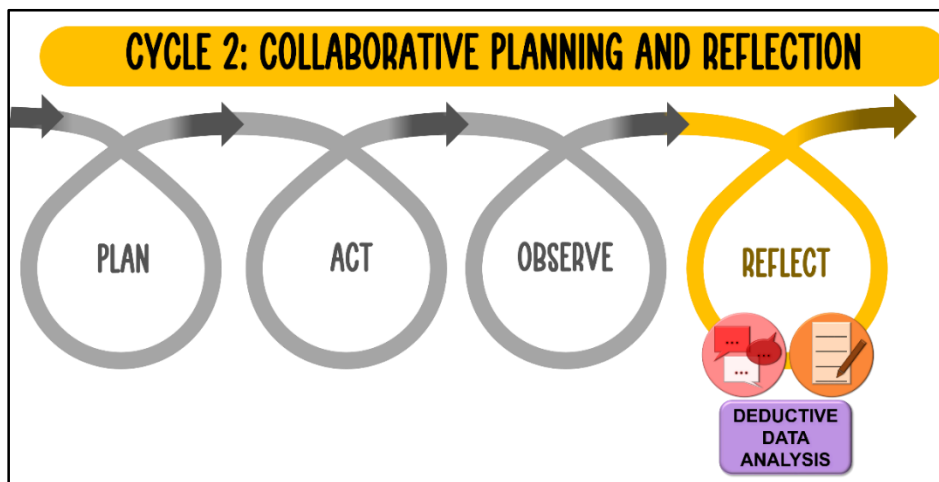 CYCLE 2: COLLABORATIVE PLANNING AND REFLECTION
PLAN
ACT
OBSERVE
REFLECT
...
...
...
DEDUCTIVE
DATA
ANALYSIS